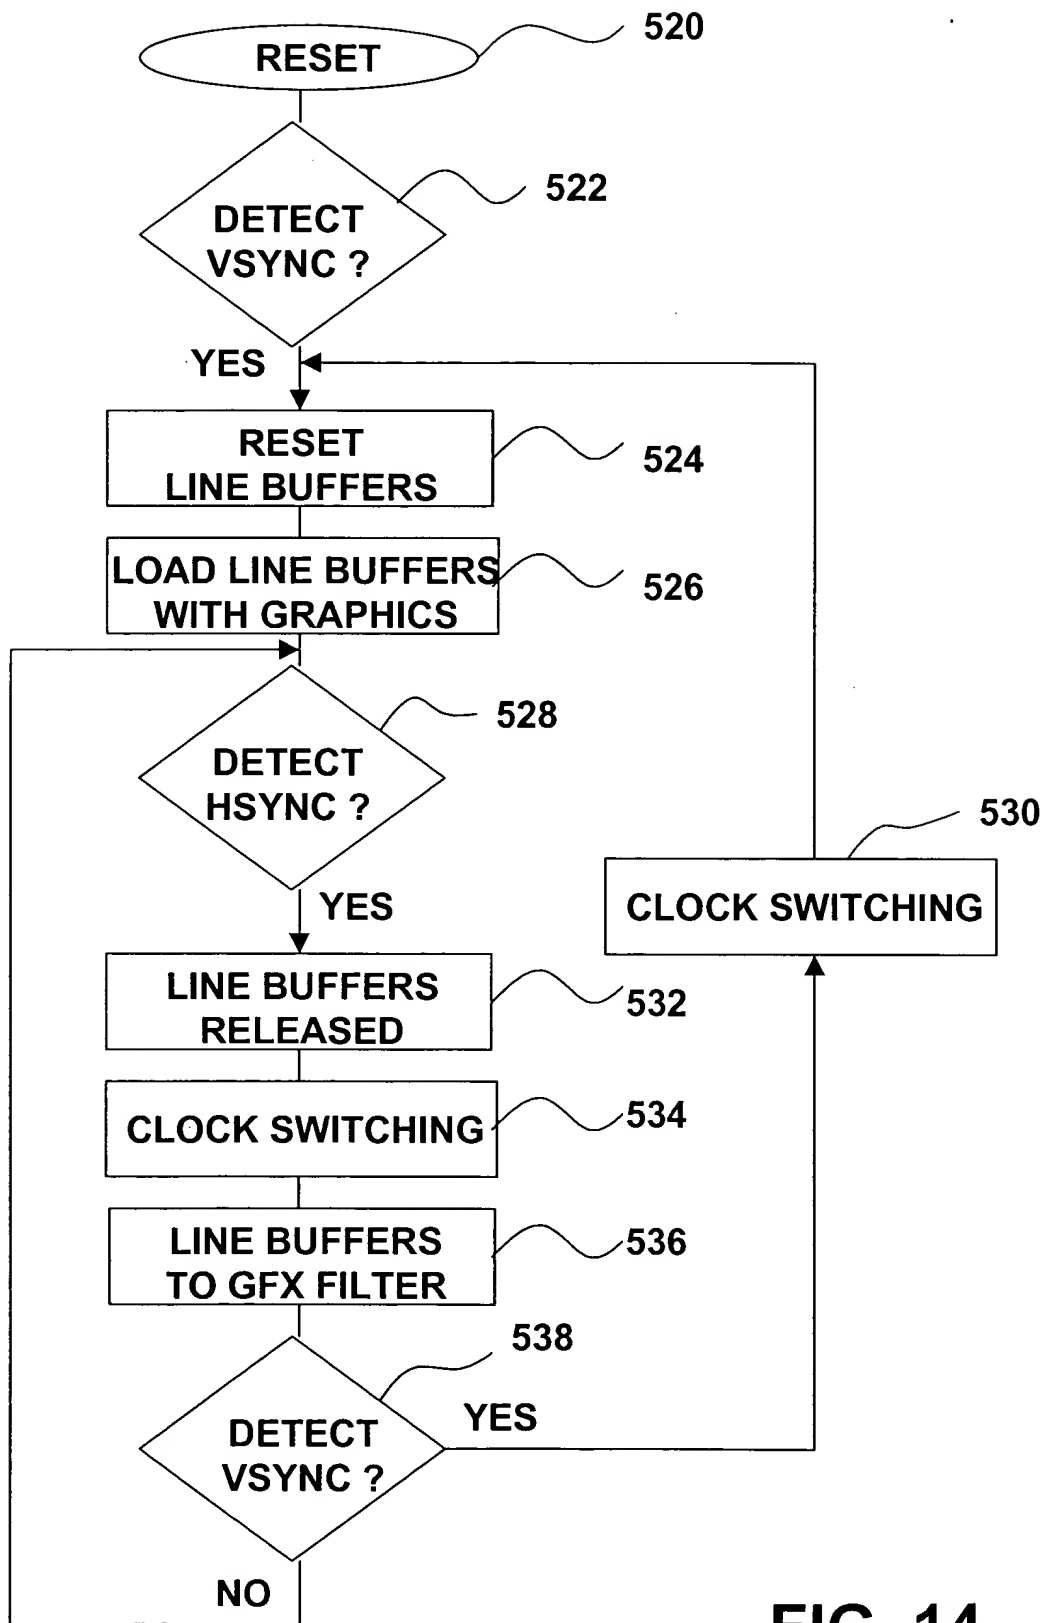 RESET
520
DETECT
VSYNC ?
522
YES
RESET
LINE BUFFERS
524
LOAD LINE BUFFERS
WITH GRAPHICS
526
DETECT
HSYNC ?
528
YES
CLOCK SWITCHING
530
LINE BUFFERS
RELEASED
532
CLOCK SWITCHING
534
LINE BUFFERS
TO GFX FILTER
536
DETECT
VSYNC ?
538
YES
NO
FIG. 14